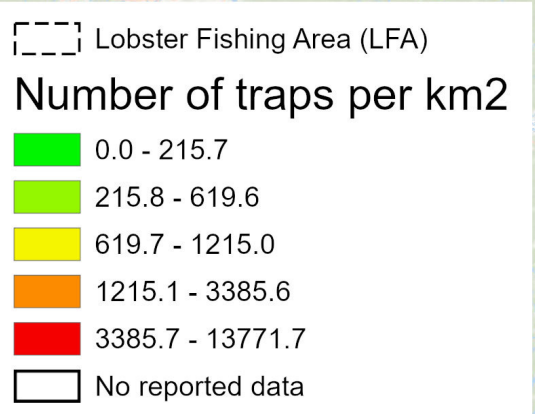 Lobster Fishing Area (LFA)
Number of traps per km2
0.0 - 215.7
215.8 - 619.6
619.7 - 1215.0
1215.1 - 3385.6
3385.7 - 13771.7
No reported data